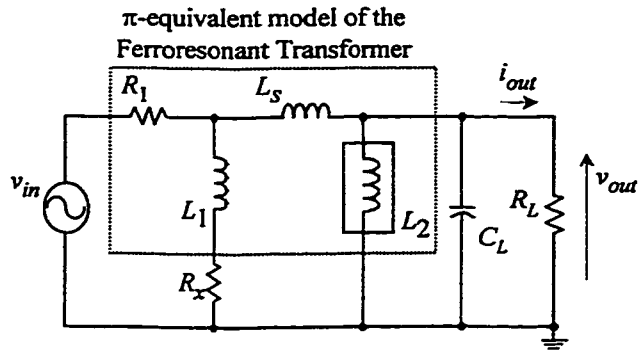 π-equivalent model of the
Ferroresonant Transformer
R1
Ls
iout
vin
L1
L2
CL
RL
vout
Rx